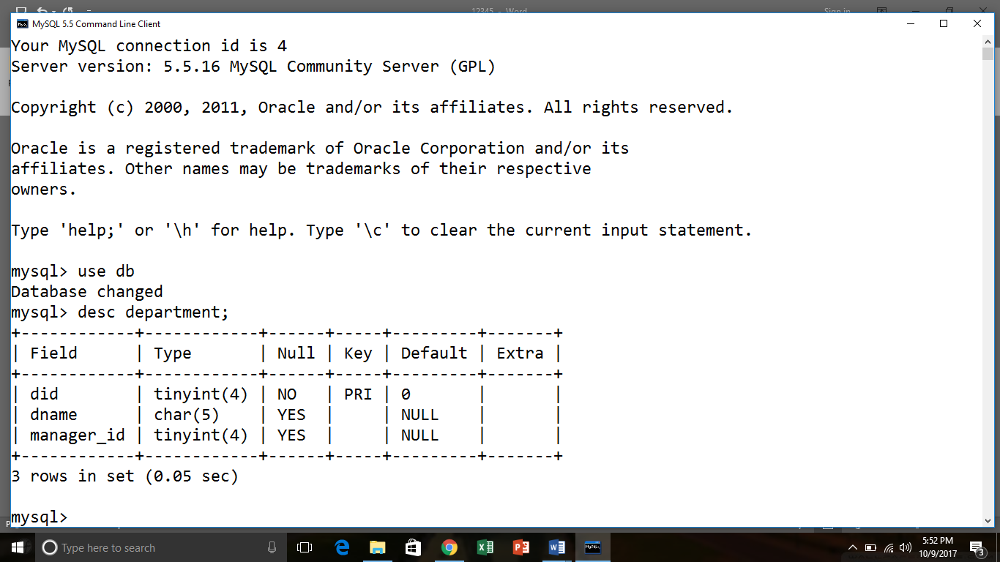 12345 - Word
Sign in
MySQL 5.5 Command Line Client
Your MySQL connection id is 4
Server version: 5.5.16 MySQL Community Server (GPL)
Copyright (c) 2000, 2011, Oracle and/or its affiliates. All rights reserved.
Oracle is a registered trademark of Oracle Corporation and/or its
affiliates. Other names may be trademarks of their respective
owners.
Type 'help;' or '\h' for help. Type '\c' to clear the current input statement.
mysql> use db
Database changed
mysql> desc department;
+------------+------------+------+-----+---------+-------+
| Field      | Type       | Null | Key | Default | Extra |
+------------+------------+------+-----+---------+-------+
| did        | tinyint(4) | NO   | PRI | 0       |       |
| dname      | char(5)    | YES  |     | NULL    |       |
| manager_id | tinyint(4) | YES  |     | NULL    |       |
+------------+------------+------+-----+---------+-------+
3 rows in set (0.05 sec)
mysql>
Type here to search
5:52 PM
10/9/2017
3